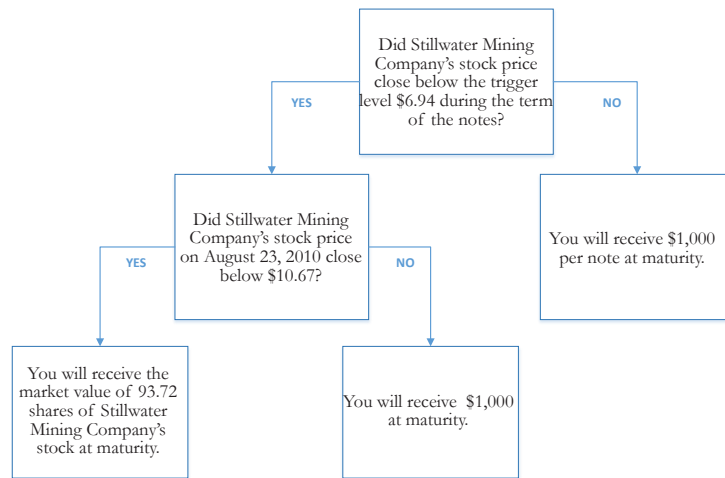 Did Stillwater Mining
Company's stock price
close below the trigger
level $6.94 during the term
of the notes?
YES
NO
Did Stillwater Mining
Company's stock price
on August 23, 2010 close
below $10.67?
You will receive $1,000
per note at maturity.
YES
NO
You will receive the
market value of 93.72
shares of Stillwater
Mining Company's
stock at maturity.
You will receive $1,000
at maturity.